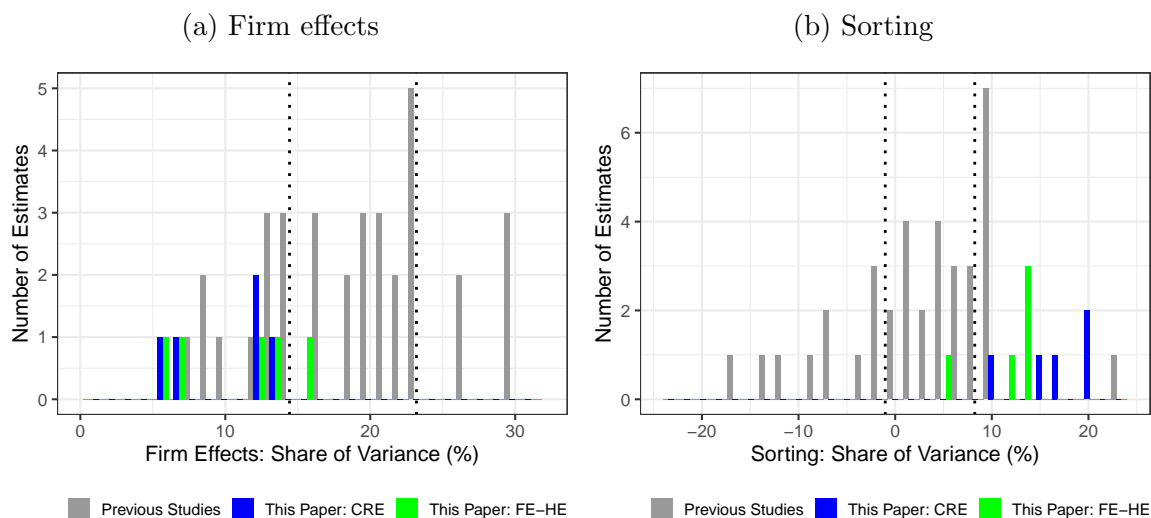 (a) Firm effects
Number of Estimates
5
4
3
2
1
0
0 10 20 30
Firm Effects: Share of Variance (%)
Previous Studies This Paper: CRE This Paper: FE−HE
(b) Sorting
Number of Estimates
6
4
2
0
−20 −10 0 10 20
Sorting: Share of Variance (%)
Previous Studies This Paper: CRE This Paper: FE−HE